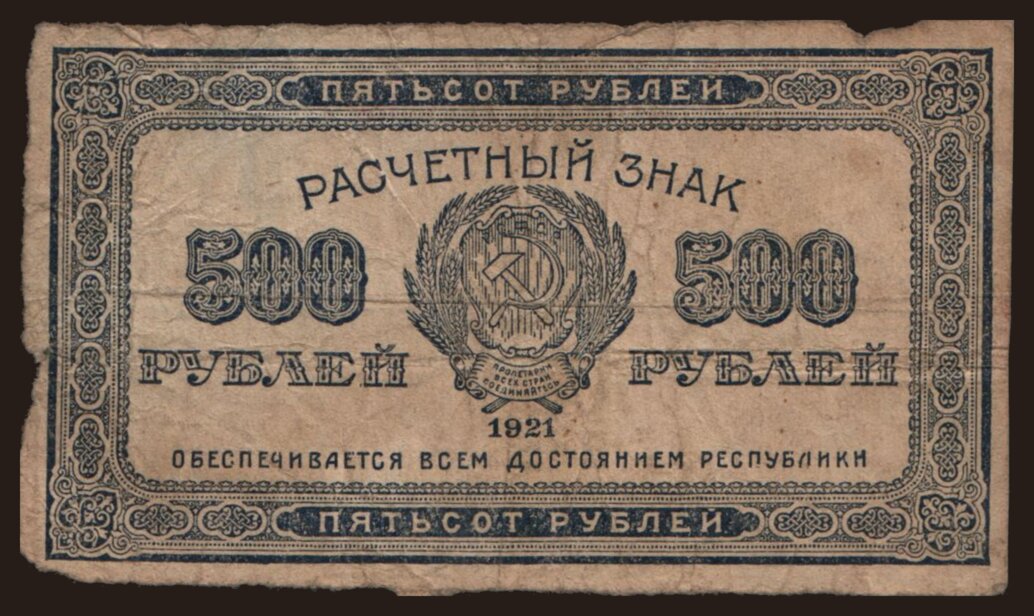 ПЯТЬСОТ РУБЛЕЙ
РАСЧЕТНЫЙ ЗНАК
500 500
РУБЛЕЙ РУБЛЕЙ
ПРОЛЕТАРИИ
ВСЕХ СТРАН,
СОЕДИНЯЙТЕСЬ
1921
ОБЕСПЕЧИВАЕТСЯ ВСЕМ ДОСТОЯНИЕМ РЕСПУБЛИКИ
ПЯТЬСОТ РУБЛЕЙ.